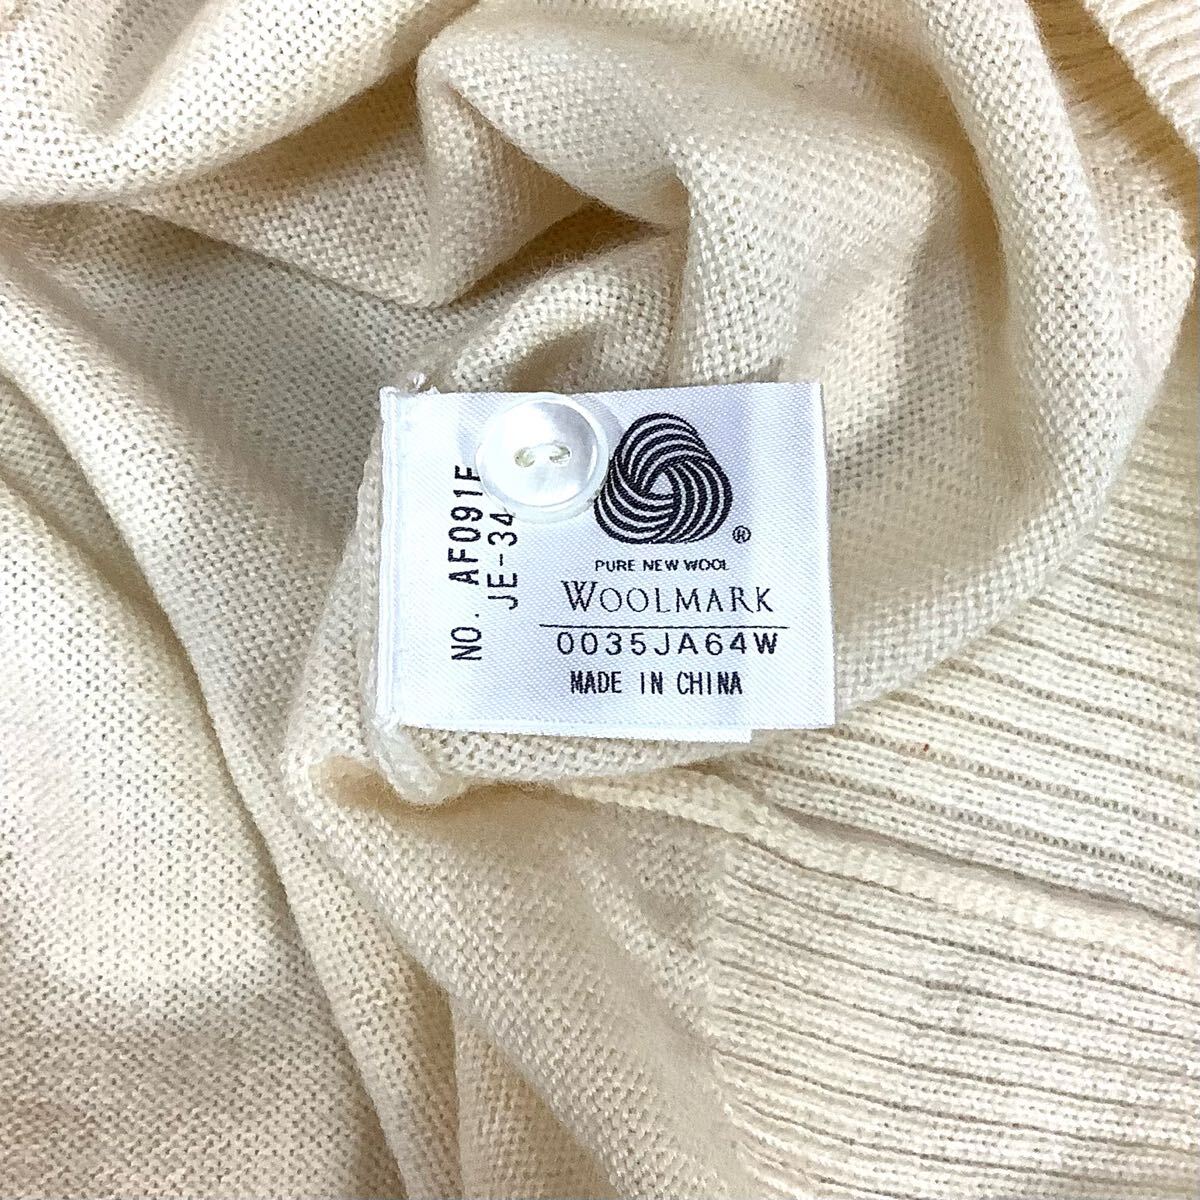 NO. AF091F
JE-34
®
PURE NEW WOOL
WOOLMARK
0035JA64W
MADE IN CHINA